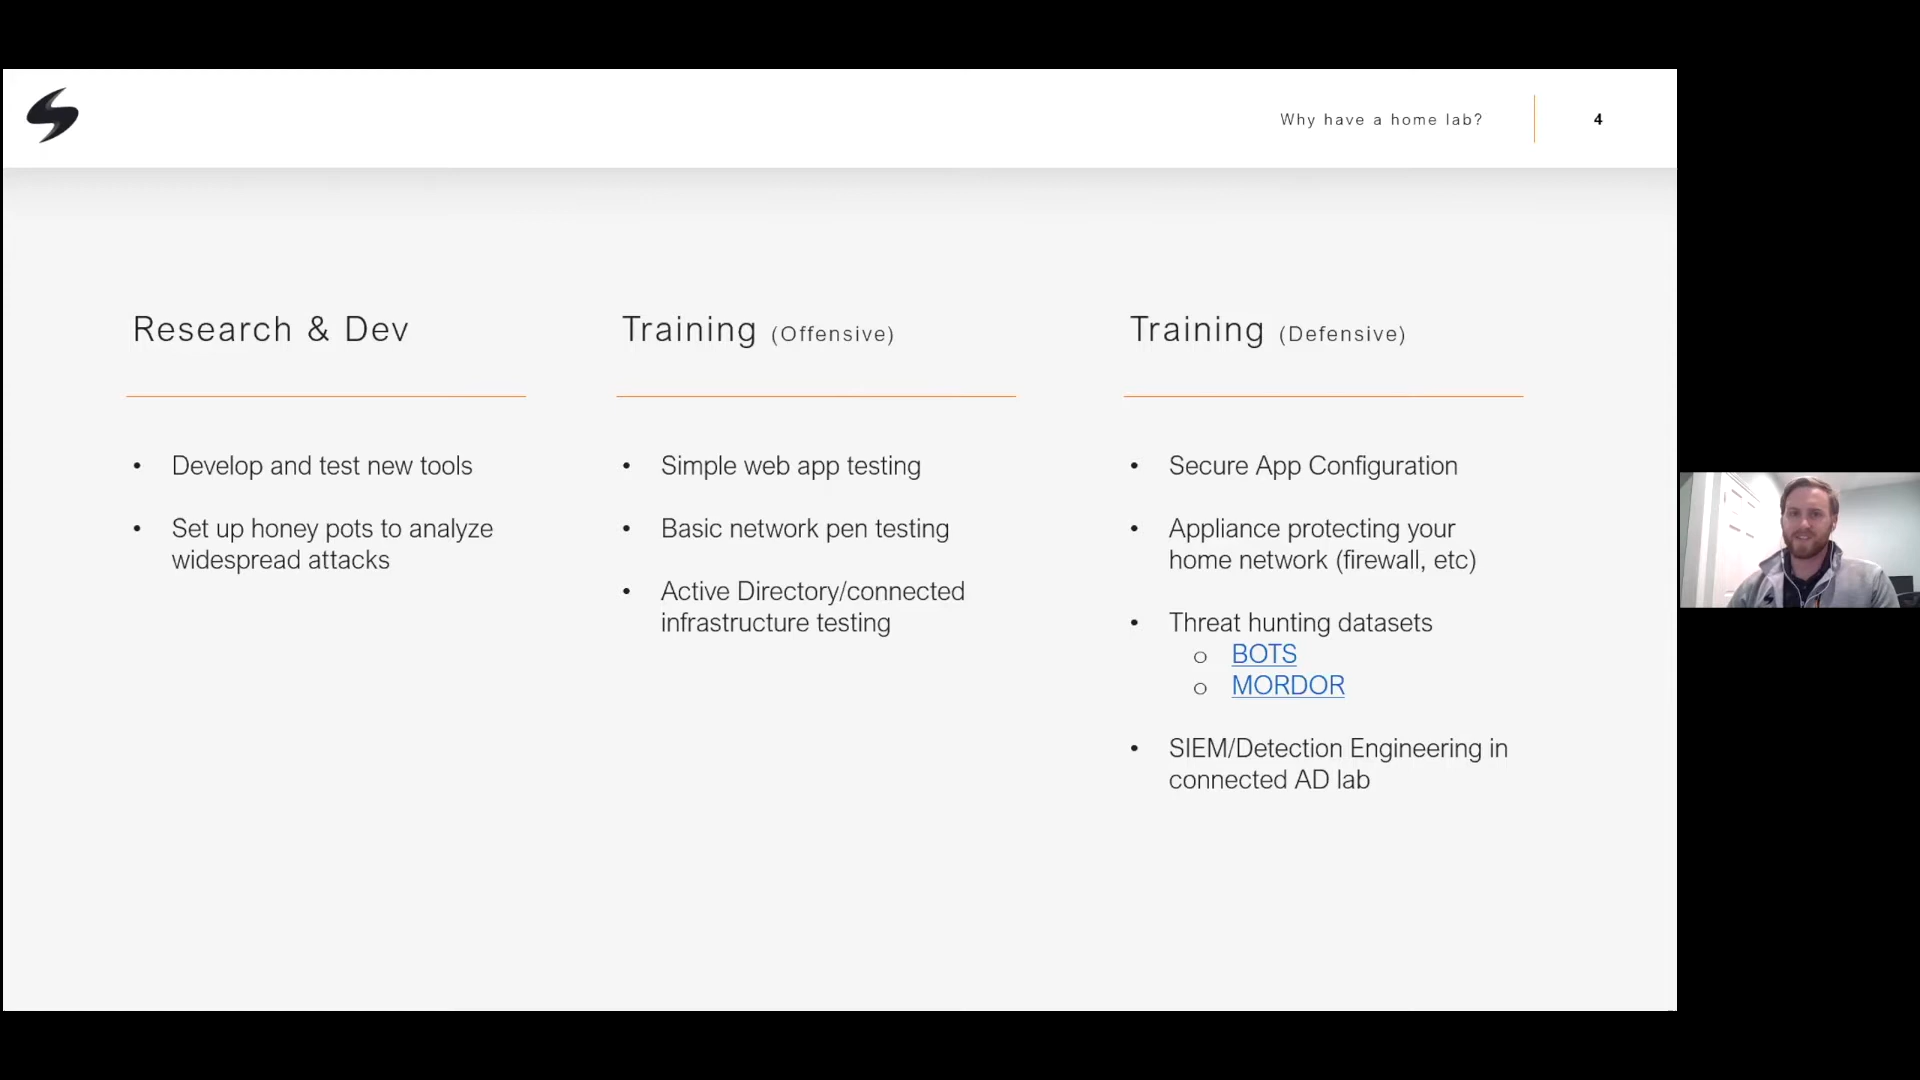 Why have a home lab?
4
Research & Dev
• Develop and test new tools
• Set up honey pots to analyze
widespread attacks
Training (Offensive)
• Simple web app testing
• Basic network pen testing
• Active Directory/connected
infrastructure testing
Training (Defensive)
• Secure App Configuration
• Appliance protecting your
home network (firewall, etc)
• Threat hunting datasets
o BOTS
o MORDOR
• SIEM/Detection Engineering in
connected AD lab